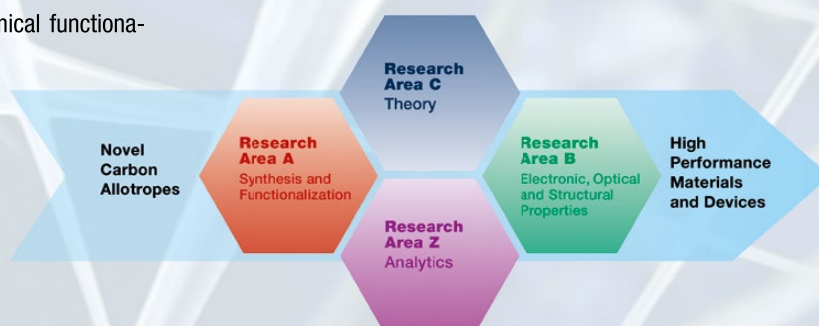 functiona-
Research
Area C
Theory
Novel
Carbon
Allotropes
Research
Area A
Synthesis and
Functionalization
Research
Area B
Electronic, Optical
and Structural
Properties
High
Performance
Materials
and Devices
Research
Area Z
Analytics